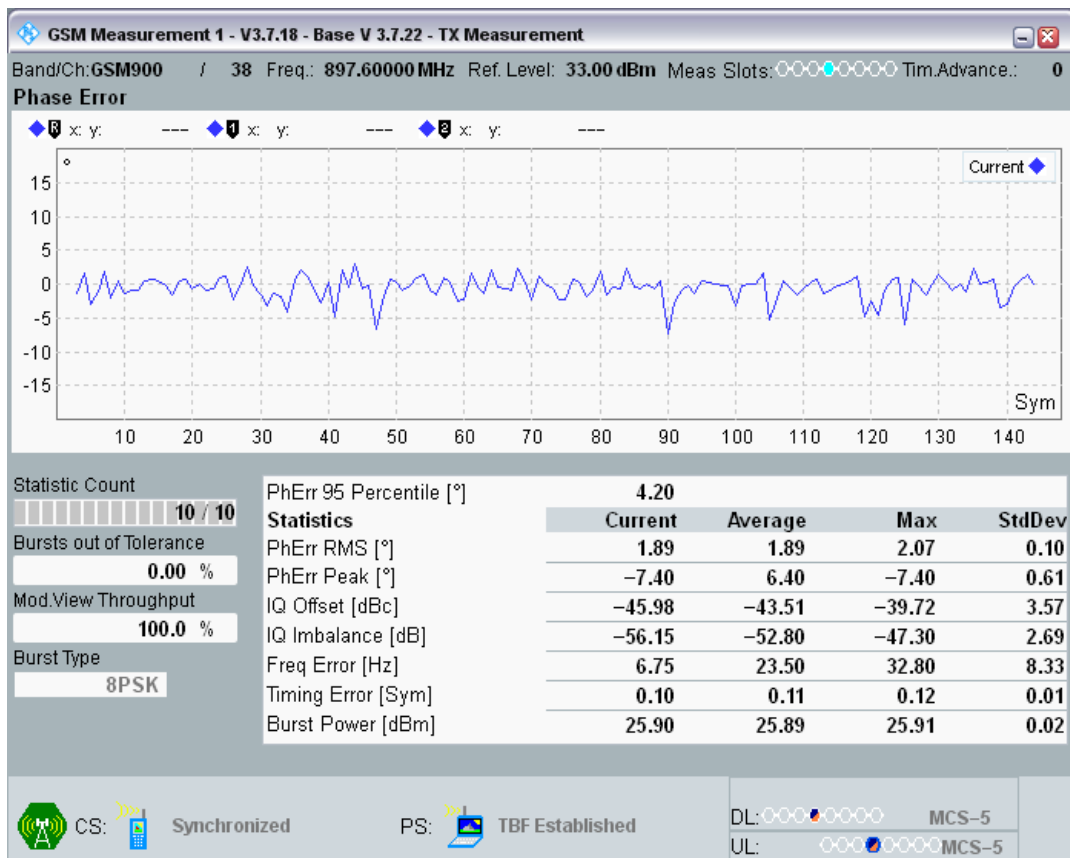 GSM Measurement 1 - V3.7.18 - Base V 3.7.22 - TX Measurement
Band/Ch:GSM900 / 38 Freq.: 897.60000 MHz Ref. Level: 33.00 dBm Meas Slots: Tim.Advance.: 0
Phase Error
R x: y: --- 1 x: y: --- 2 x: y: ---
°
Current
15
10
5
0
-5
-10
-15
Sym
10 20 30 40 50 60 70 80 90 100 110 120 130 140
Statistic Count
10 / 10
Bursts out of Tolerance
0.00 %
Mod.View Throughput
100.0 %
Burst Type
8PSK
PhErr 95 Percentile [°] 4.20
Statistics Current Average Max StdDev
PhErr RMS [°] 1.89 1.89 2.07 0.10
PhErr Peak [°] −7.40 6.40 −7.40 0.61
IQ Offset [dBc] −45.98 −43.51 −39.72 3.57
IQ Imbalance [dB] −56.15 −52.80 −47.30 2.69
Freq Error [Hz] 6.75 23.50 32.80 8.33
Timing Error [Sym] 0.10 0.11 0.12 0.01
Burst Power [dBm] 25.90 25.89 25.91 0.02
CS: Synchronized PS: TBF Established
DL: MCS−5
UL: MCS−5